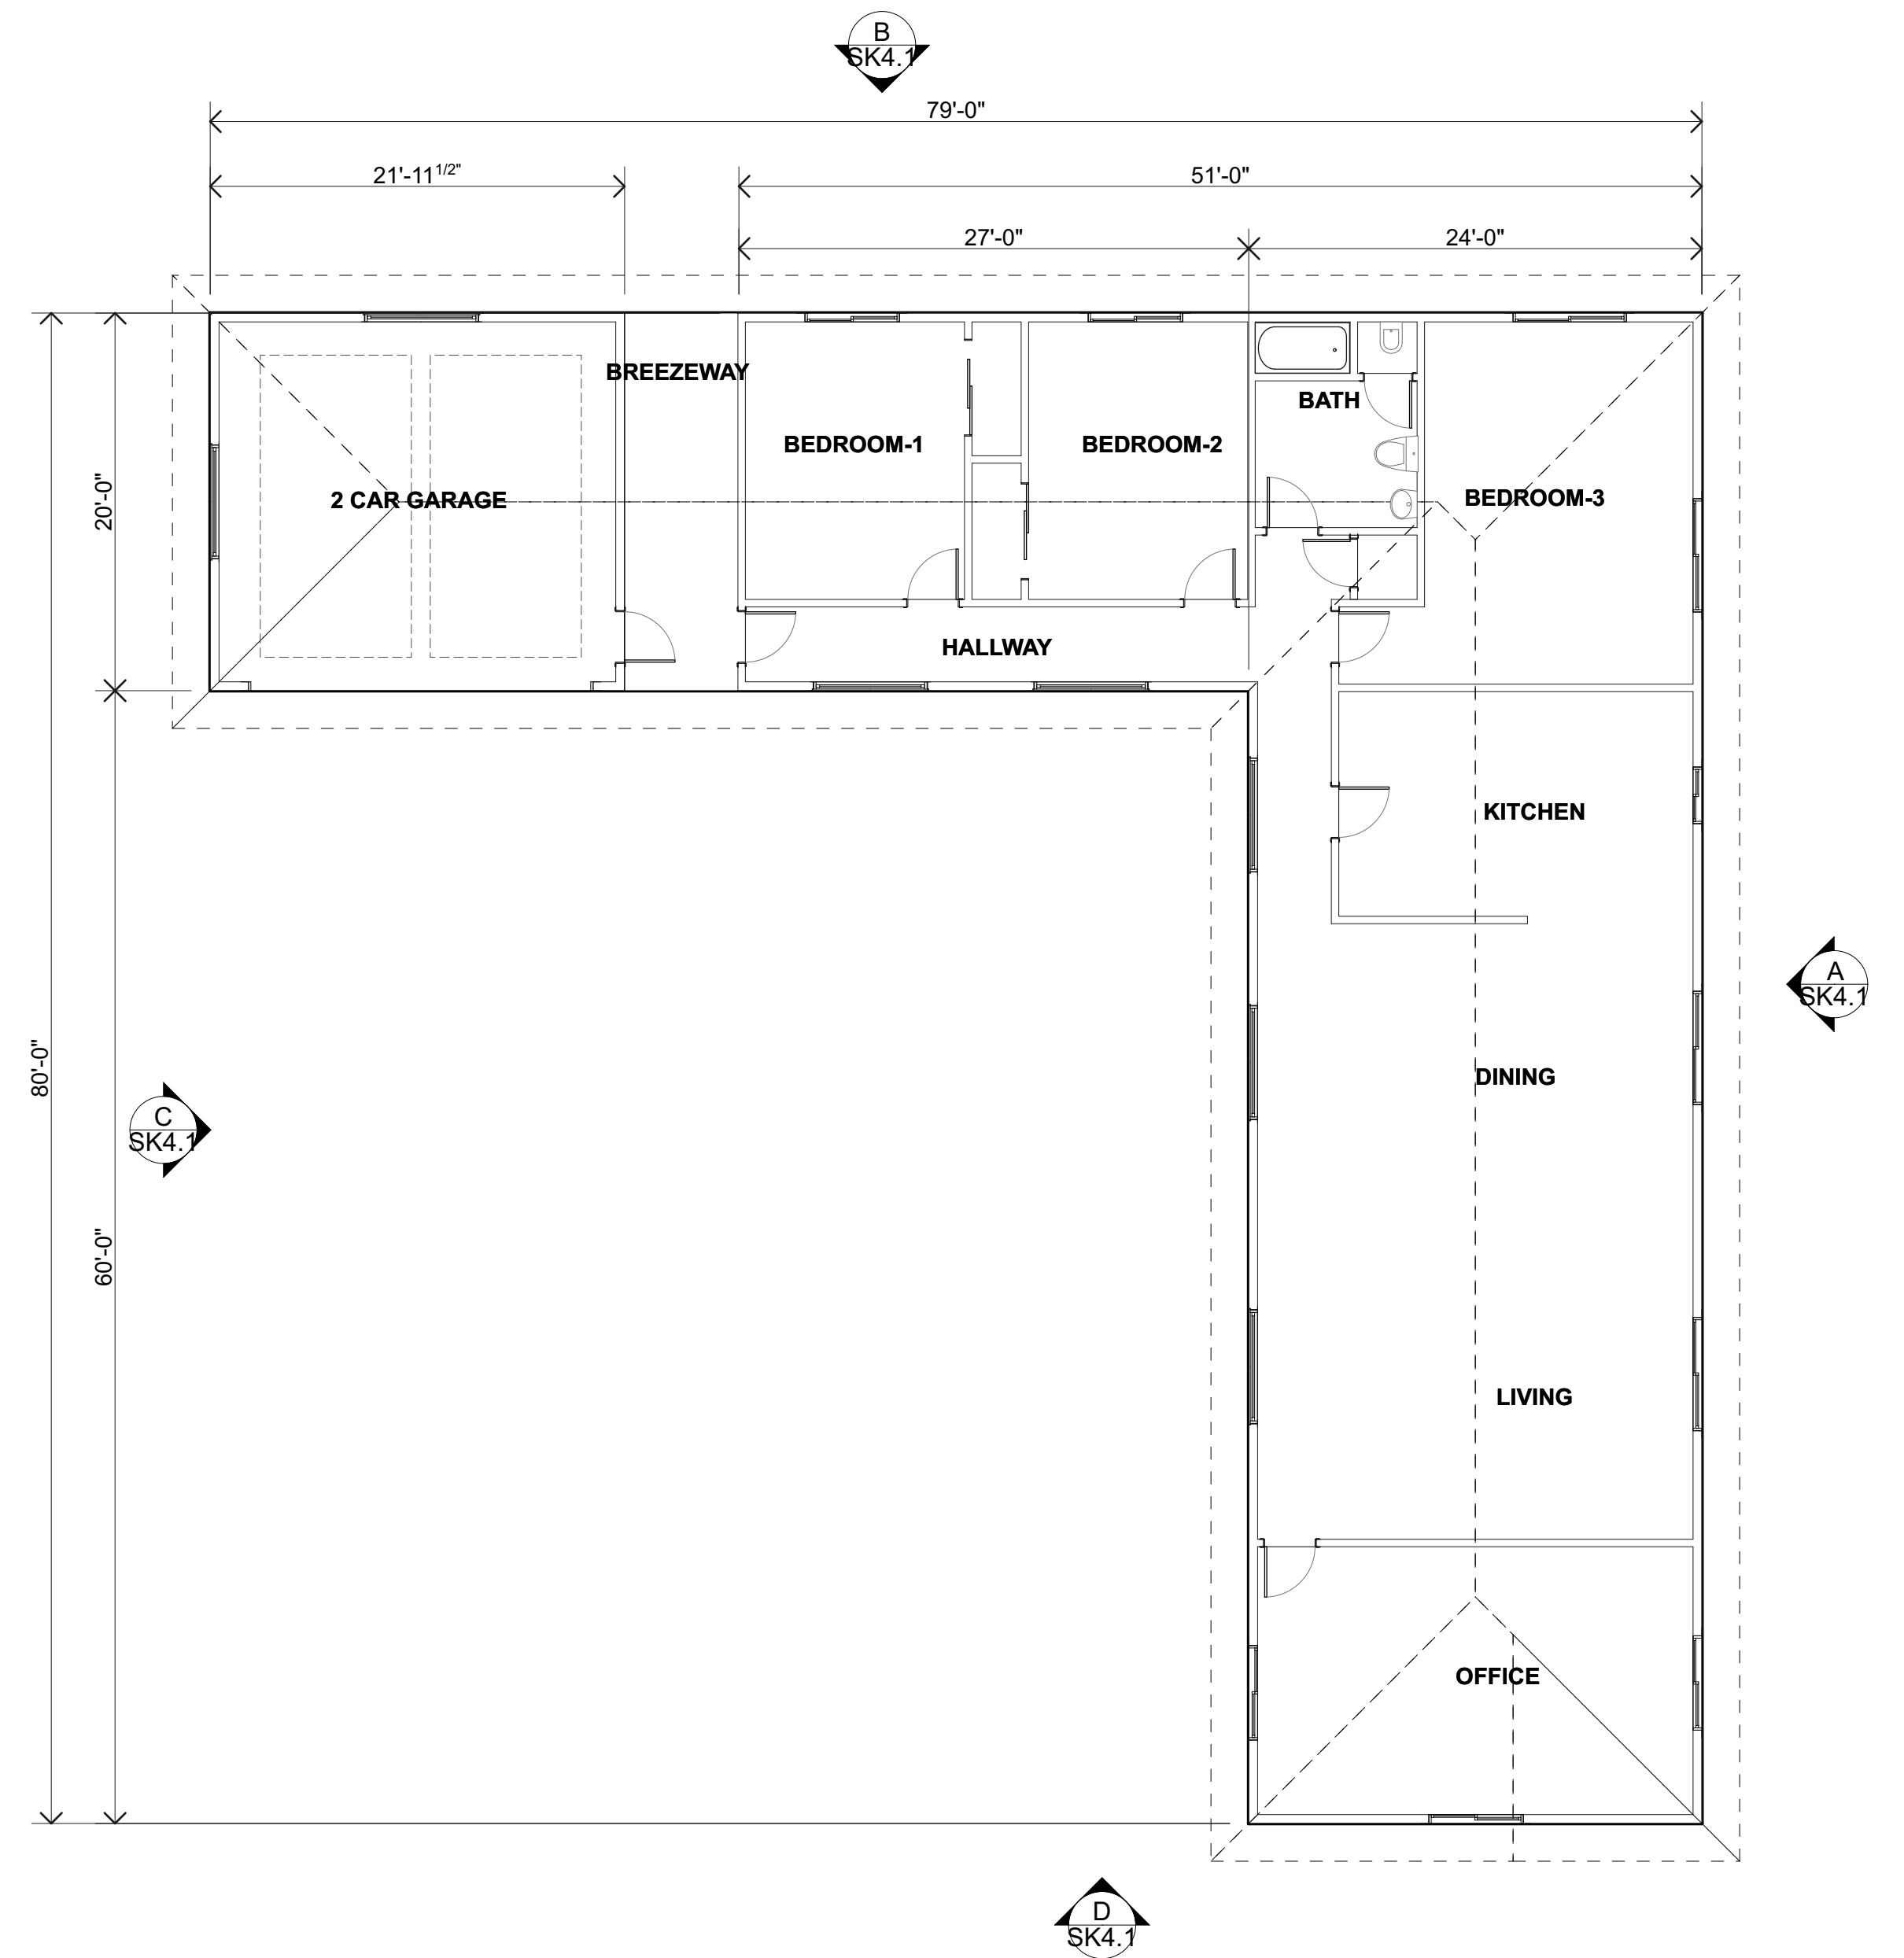 B
SK4.1
79'-0"
21'-11 1/2"
51'-0"
27'-0"
24'-0"
BREEZEWAY
BATH
BEDROOM-1
BEDROOM-2
2 CAR GARAGE
BEDROOM-3
20'-0"
HALLWAY
KITCHEN
A
SK4.1
80'-0"
DINING
C
SK4.1
60'-0"
LIVING
OFFICE
D
SK4.1